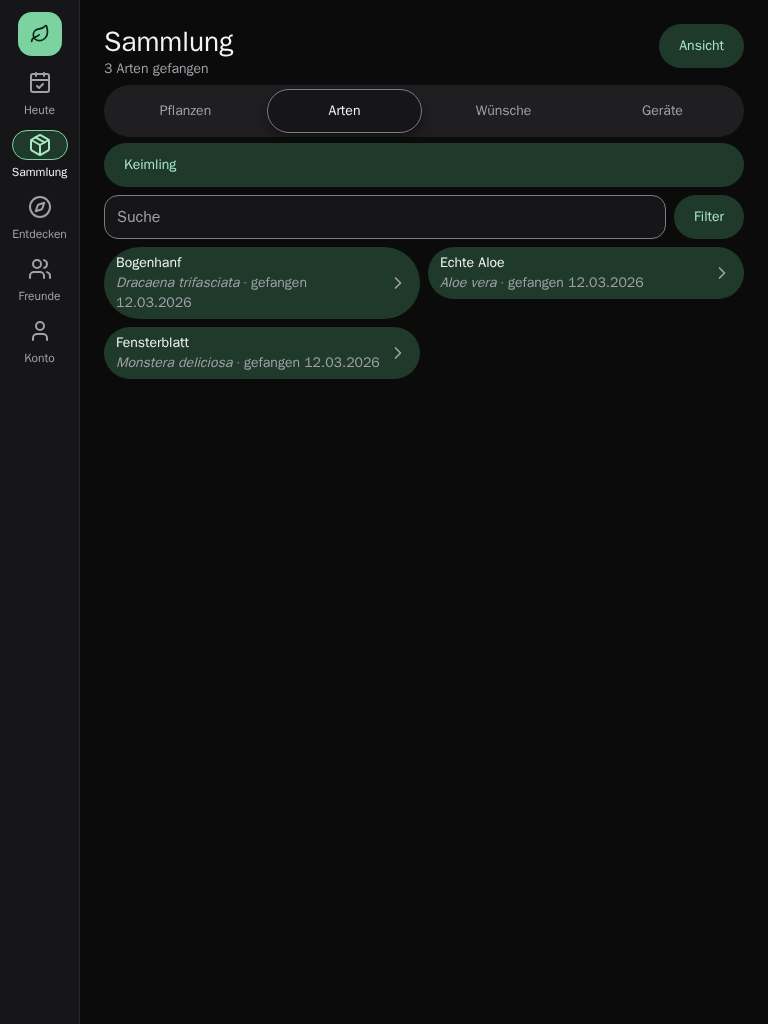 Sammlung
3 Arten gefangen
Ansicht
Heute
Sammlung
Entdecken
Freunde
Konto
Pflanzen
Arten
Wünsche
Geräte
Keimling
Suche
Filter
Bogenhanf
Dracaena trifasciata · gefangen
12.03.2026
Echte Aloe
Aloe vera · gefangen 12.03.2026
Fensterblatt
Monstera deliciosa · gefangen 12.03.2026